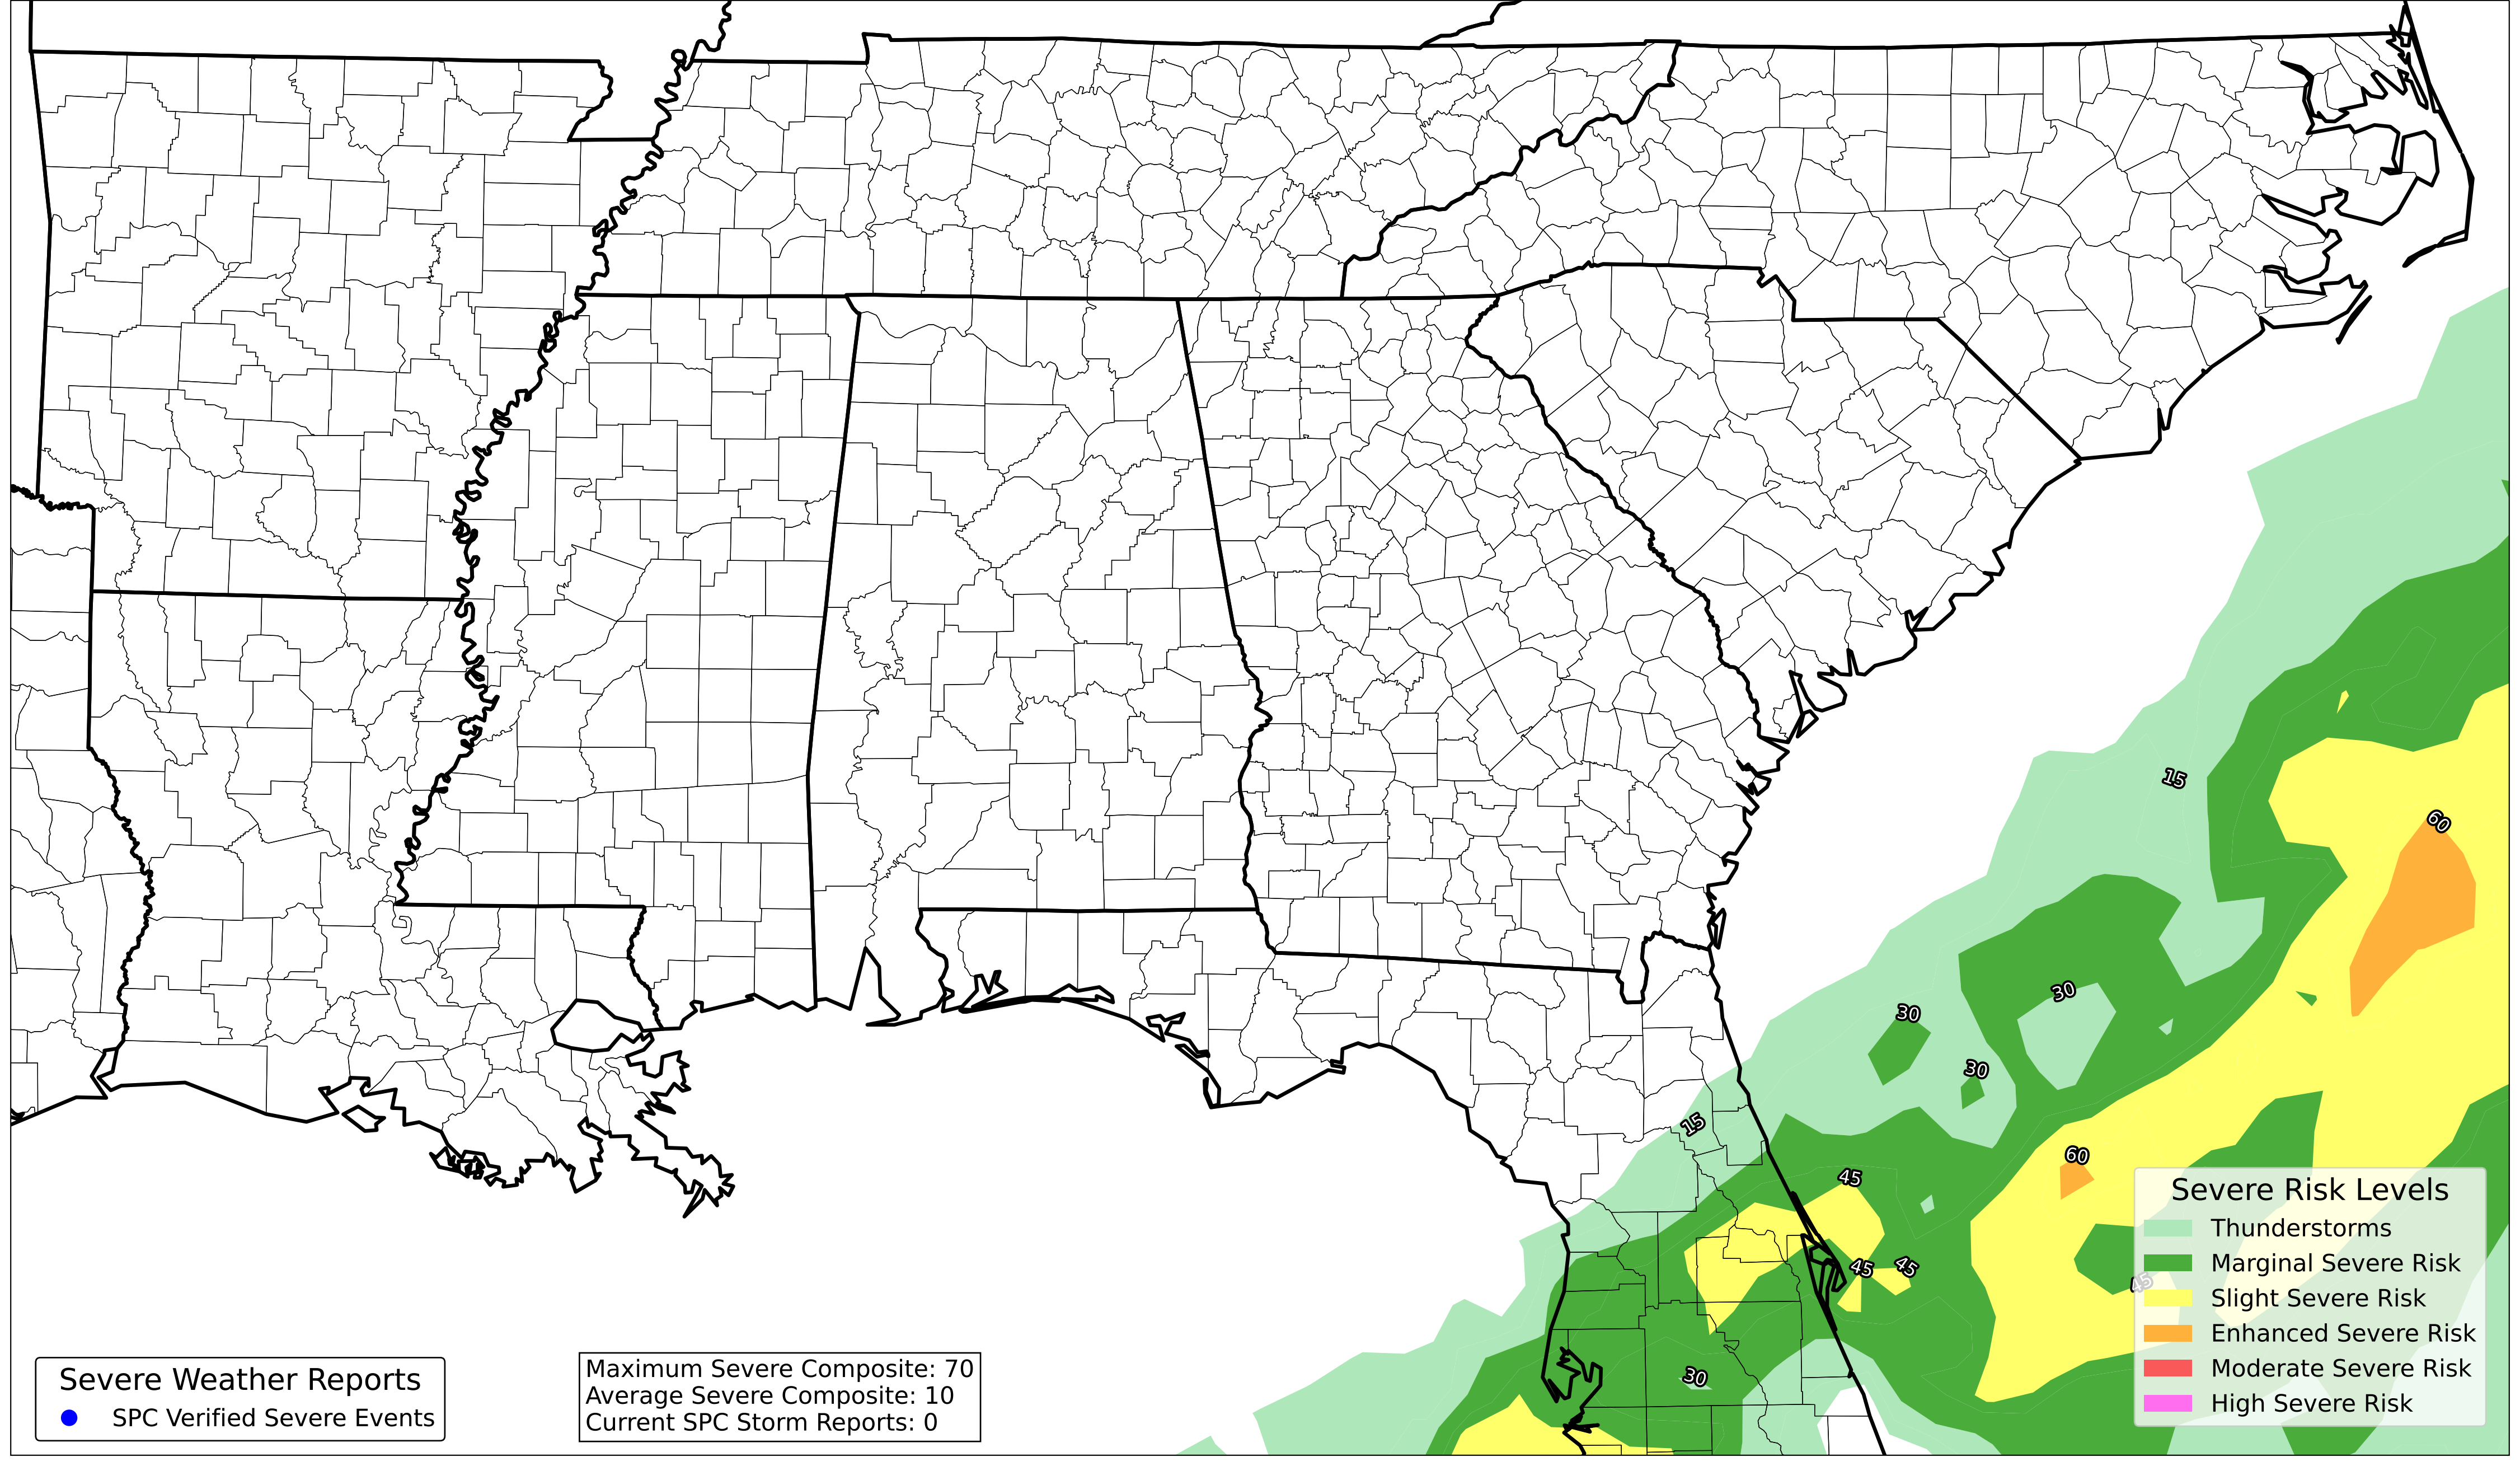 15
60
30
30
30
15
60
45
45
45
45
30
Severe Risk Levels
Thunderstorms
Marginal Severe Risk
Slight Severe Risk
Enhanced Severe Risk
Moderate Severe Risk
High Severe Risk
Severe Weather Reports
SPC Verified Severe Events
Maximum Severe Composite: 70
Average Severe Composite: 10
Current SPC Storm Reports: 0